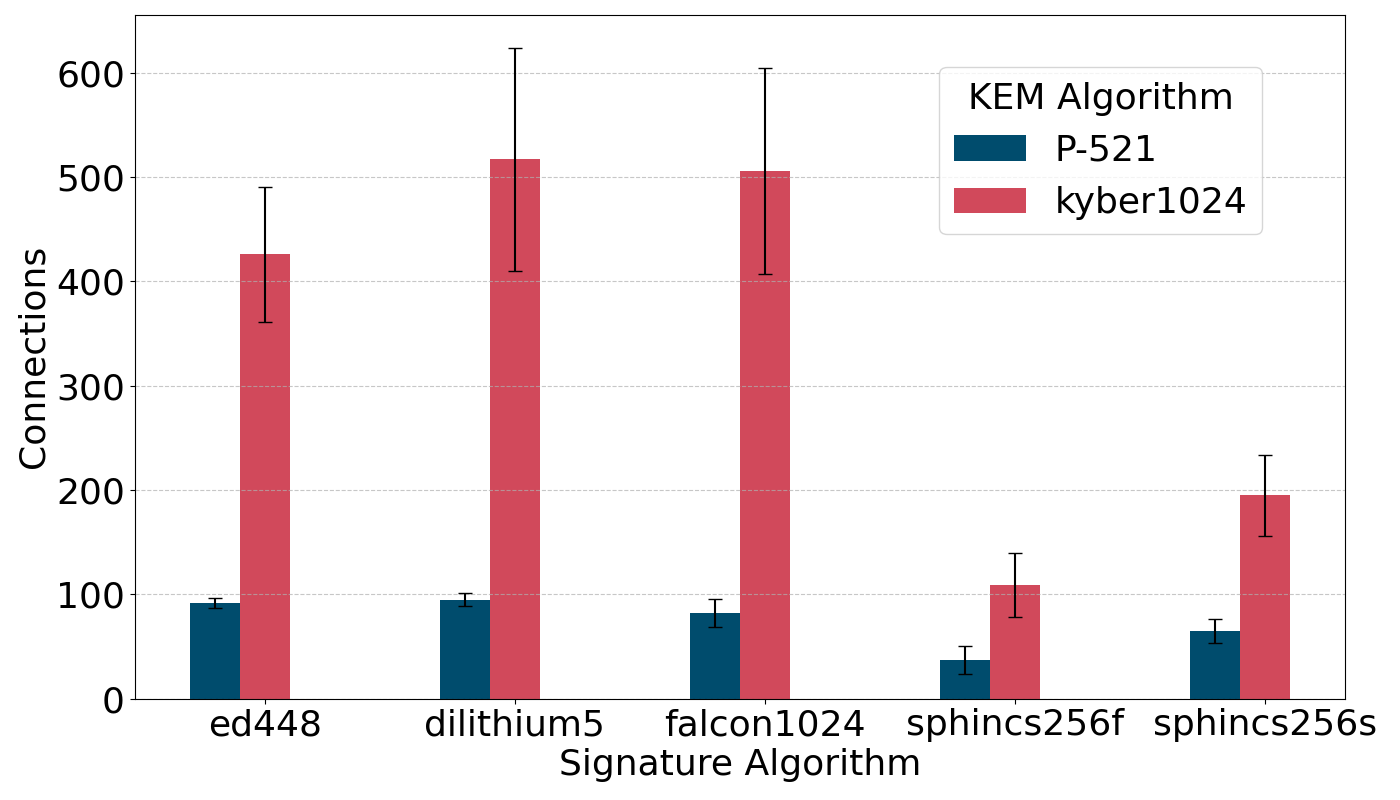 600
500
400
300
200
100
0
Connections
KEM Algorithm
P-521
kyber1024
ed448 dilithium5 falcon1024 sphincs256f sphincs256s
Signature Algorithm